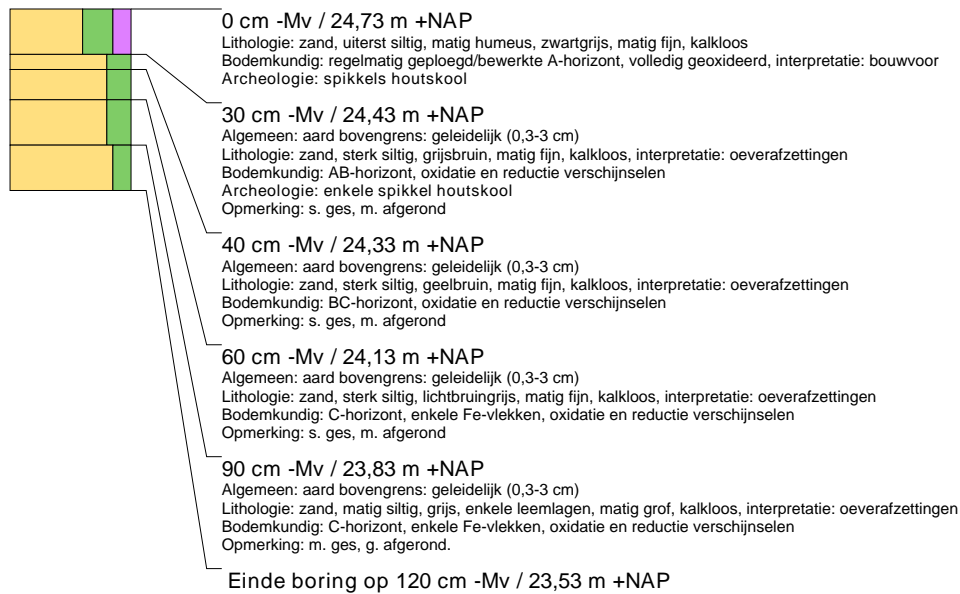 0 cm -Mv / 24,73 m +NAP
Lithologie: zand, uiterst siltig, matig humeus, zwartgrijs, matig fijn, kalkloos
Bodemkundig: regelmatig geploegd/bewerkte A-horizont, volledig geoxideerd, interpretatie: bouwvoor
Archeologie: spikkels houtskool
30 cm -Mv / 24,43 m +NAP
Algemeen: aard bovengrens: geleidelijk (0,3-3 cm)
Lithologie: zand, sterk siltig, grijsbruin, matig fijn, kalkloos, interpretatie: oeverafzettingen
Bodemkundig: AB-horizont, oxidatie en reductie verschijnselen
Archeologie: enkele spikkel houtskool
Opmerking: s. ges, m. afgerond
40 cm -Mv / 24,33 m +NAP
Algemeen: aard bovengrens: geleidelijk (0,3-3 cm)
Lithologie: zand, sterk siltig, geelbruin, matig fijn, kalkloos, interpretatie: oeverafzettingen
Bodemkundig: BC-horizont, oxidatie en reductie verschijnselen
Opmerking: s. ges, m. afgerond
60 cm -Mv / 24,13 m +NAP
Algemeen: aard bovengrens: geleidelijk (0,3-3 cm)
Lithologie: zand, sterk siltig, lichtbruingrijs, matig fijn, kalkloos, interpretatie: oeverafzettingen
Bodemkundig: C-horizont, enkele Fe-vlekken, oxidatie en reductie verschijnselen
Opmerking: s. ges, m. afgerond
90 cm -Mv / 23,83 m +NAP
Algemeen: aard bovengrens: geleidelijk (0,3-3 cm)
Lithologie: zand, matig siltig, grijs, enkele leemlagen, matig grof, kalkloos, interpretatie: oeverafzettingen
Bodemkundig: C-horizont, enkele Fe-vlekken, oxidatie en reductie verschijnselen
Opmerking: m. ges, g. afgerond.
Einde boring op 120 cm -Mv / 23,53 m +NAP